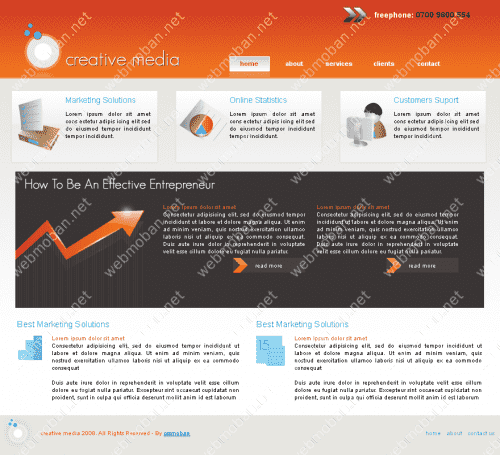 freephone: 0700 9600 554
creative media
home about services clients contact
Marketing Solutions
Lorem ipsum dolor sit amet
cons ectetur adipis icing elit sed
do eiusmod tempor incididunt
tempor incididunt.
Online Statistics
Lorem ipsum dolor sit amet
cons ectetur adipis icing elit sed
do eiusmod tempor incididunt
tempor incididunt.
Customers Suport
Lorem ipsum dolor sit amet
cons ectetur adipis icing elit sed
do eiusmod tempor incididunt
tempor incididunt.
How To Be An Effective Entrepreneur
Lorem ipsum dolor sit amet
Consectetur adipisicing elit, sed do eiusmod tempor
incididunt ut labore et dolore magna aliqua. Ut enim
ad minim veniam, quis nostrud exercitation ullamco
laboris nisi ut aliquip ex ea commodo consequat.
Duis aute irure dolor in reprehenderit in voluptate
velit esse cillum dolore eu fugiat nulla pariatur.
read more
Lorem ipsum dolor sit amet
Consectetur adipisicing elit, sed do eiusmod tempor
incididunt ut labore et dolore magna aliqua. Ut enim
ad minim veniam, quis nostrud exercitation ullamco
laboris nisi ut aliquip ex ea commodo consequat.
Duis aute irure dolor in reprehenderit in voluptate
velit esse cillum dolore eu fugiat nulla pariatur.
read more
Best Marketing Solutions
Lorem ipsum dolor sit amet
Consectetur adipisicing elit, sed do eiusmod tempor incididunt ut
labore et dolore magna aliqua. Ut enim ad minim veniam, quis nostrud
exercitation ullamco laboris nisi ut aliquip ex ea commodo
consequat
Duis aute irure dolor in reprehenderit in voluptate velit esse cillum
dolore eu fugiat nulla pariatur. Excepteur sint occaecat cupidatat non
proident, sunt in culpa qui officia deserunt mollit anim id est laborum
Best Marketing Solutions
15
Lorem ipsum dolor sit amet
Consectetur adipisicing elit, sed do eiusmod tempor incididunt ut
labore et dolore magna aliqua. Ut enim ad minim veniam, quis nostrud
exercitation ullamco laboris nisi ut aliquip ex ea commodo
consequat
Duis aute irure dolor in reprehenderit in voluptate velit esse cillum
dolore eu fugiat nulla pariatur. Excepteur sint occaecat cupidatat non
proident, sunt in culpa qui officia deserunt mollit anim id est laborum
creative media 2008. All Rights Reserved - By
home about contact us
webmoban.net